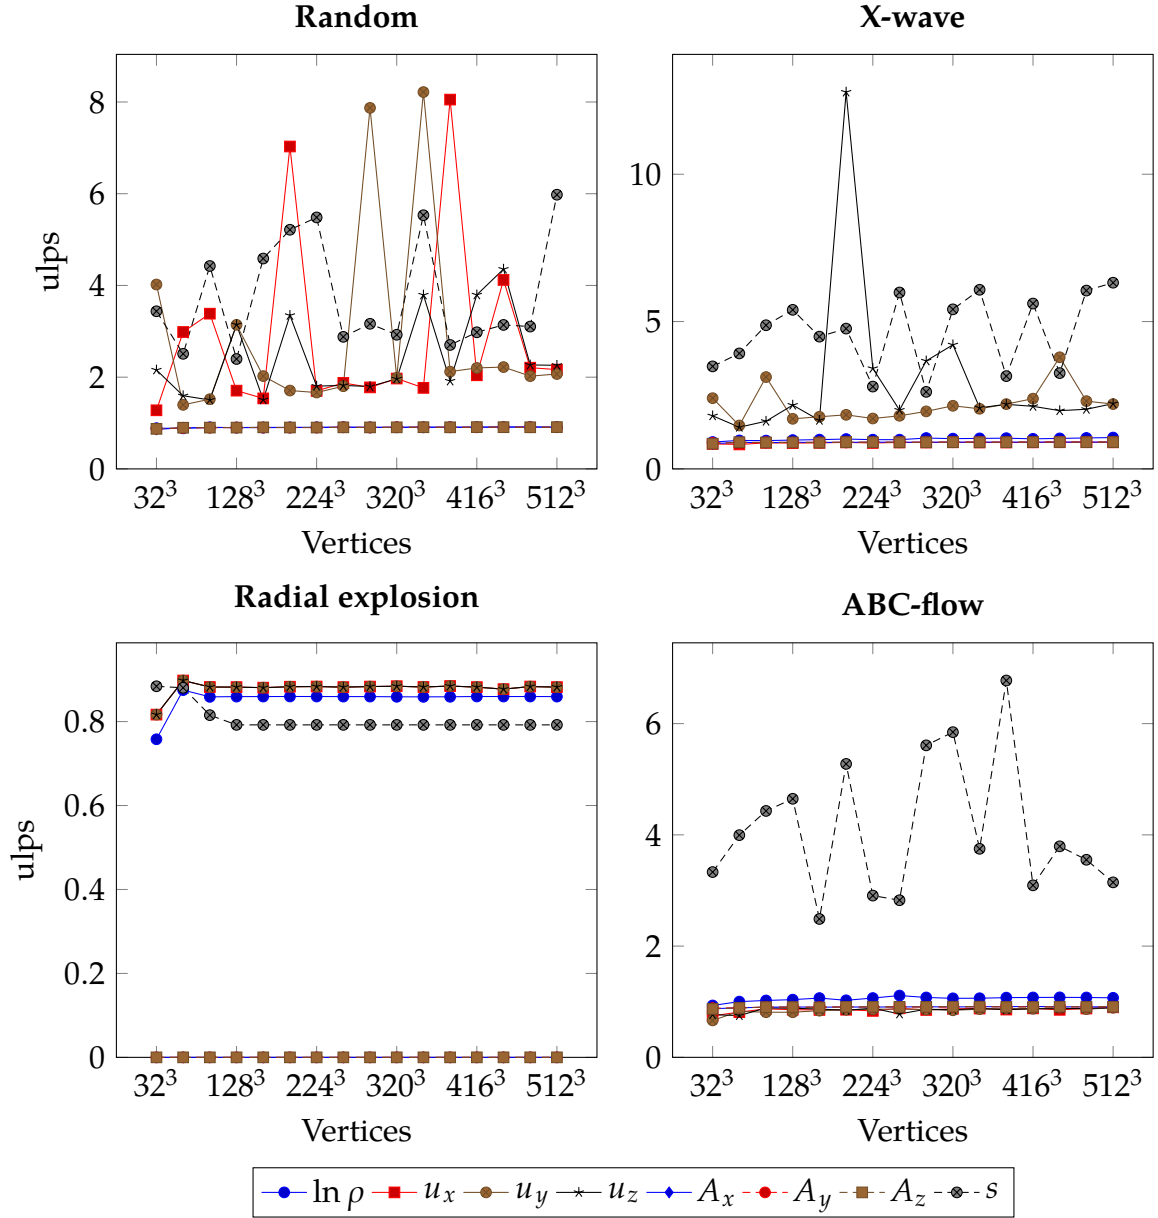 Random
8
6
4
2
0
ulps
32³ 128³ 224³ 320³ 416³ 512³
Vertices
X-wave
10
5
0
32³ 128³ 224³ 320³ 416³ 512³
Vertices
Radial explosion
0.8
0.6
0.4
0.2
0
ulps
32³ 128³ 224³ 320³ 416³ 512³
Vertices
ABC-flow
6
4
2
0
32³ 128³ 224³ 320³ 416³ 512³
Vertices
ln ρ u_x u_y u_z A_x A_y A_z s